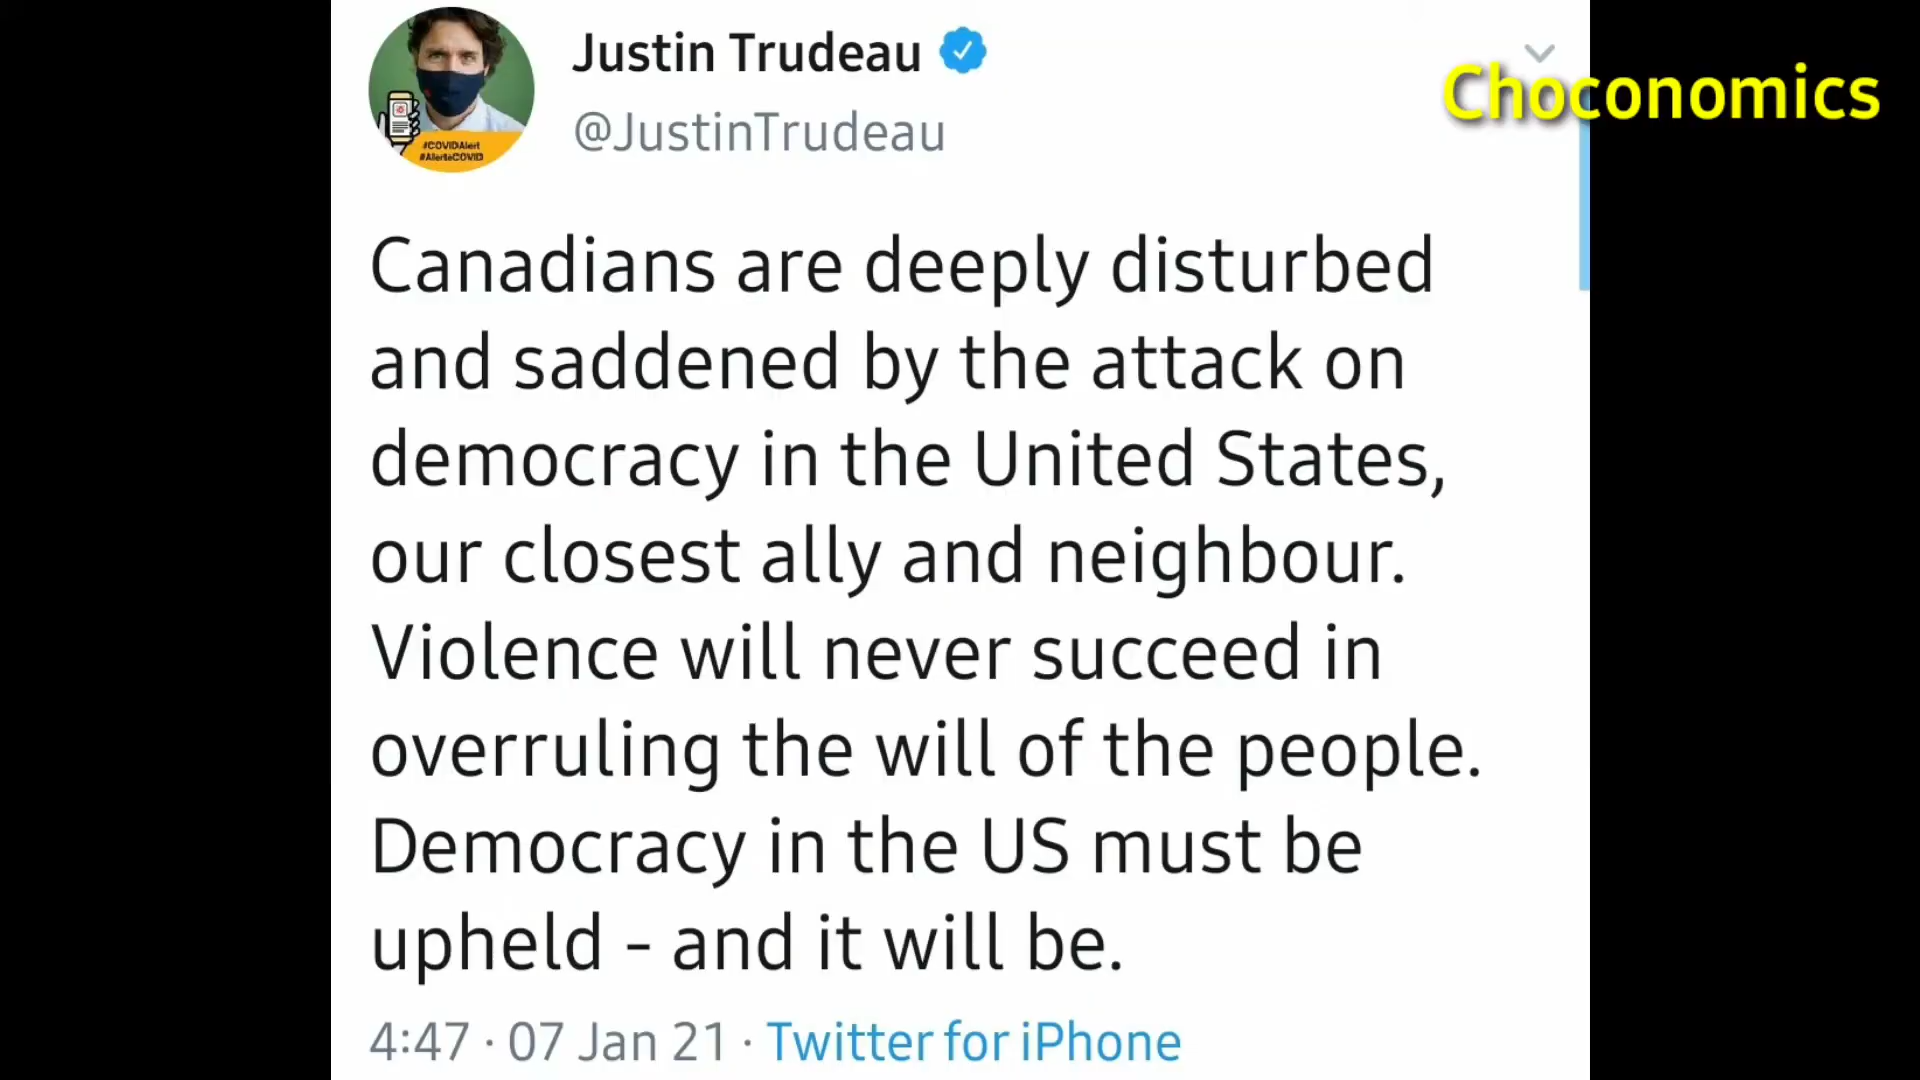 Justin Trudeau
@JustinTrudeau
Choconomics
#COVIDAlert
#AlerteCOVID
Canadians are deeply disturbed
and saddened by the attack on
democracy in the United States,
our closest ally and neighbour.
Violence will never succeed in
overruling the will of the people.
Democracy in the US must be
upheld - and it will be.
4:47 · 07 Jan 21 · Twitter for iPhone